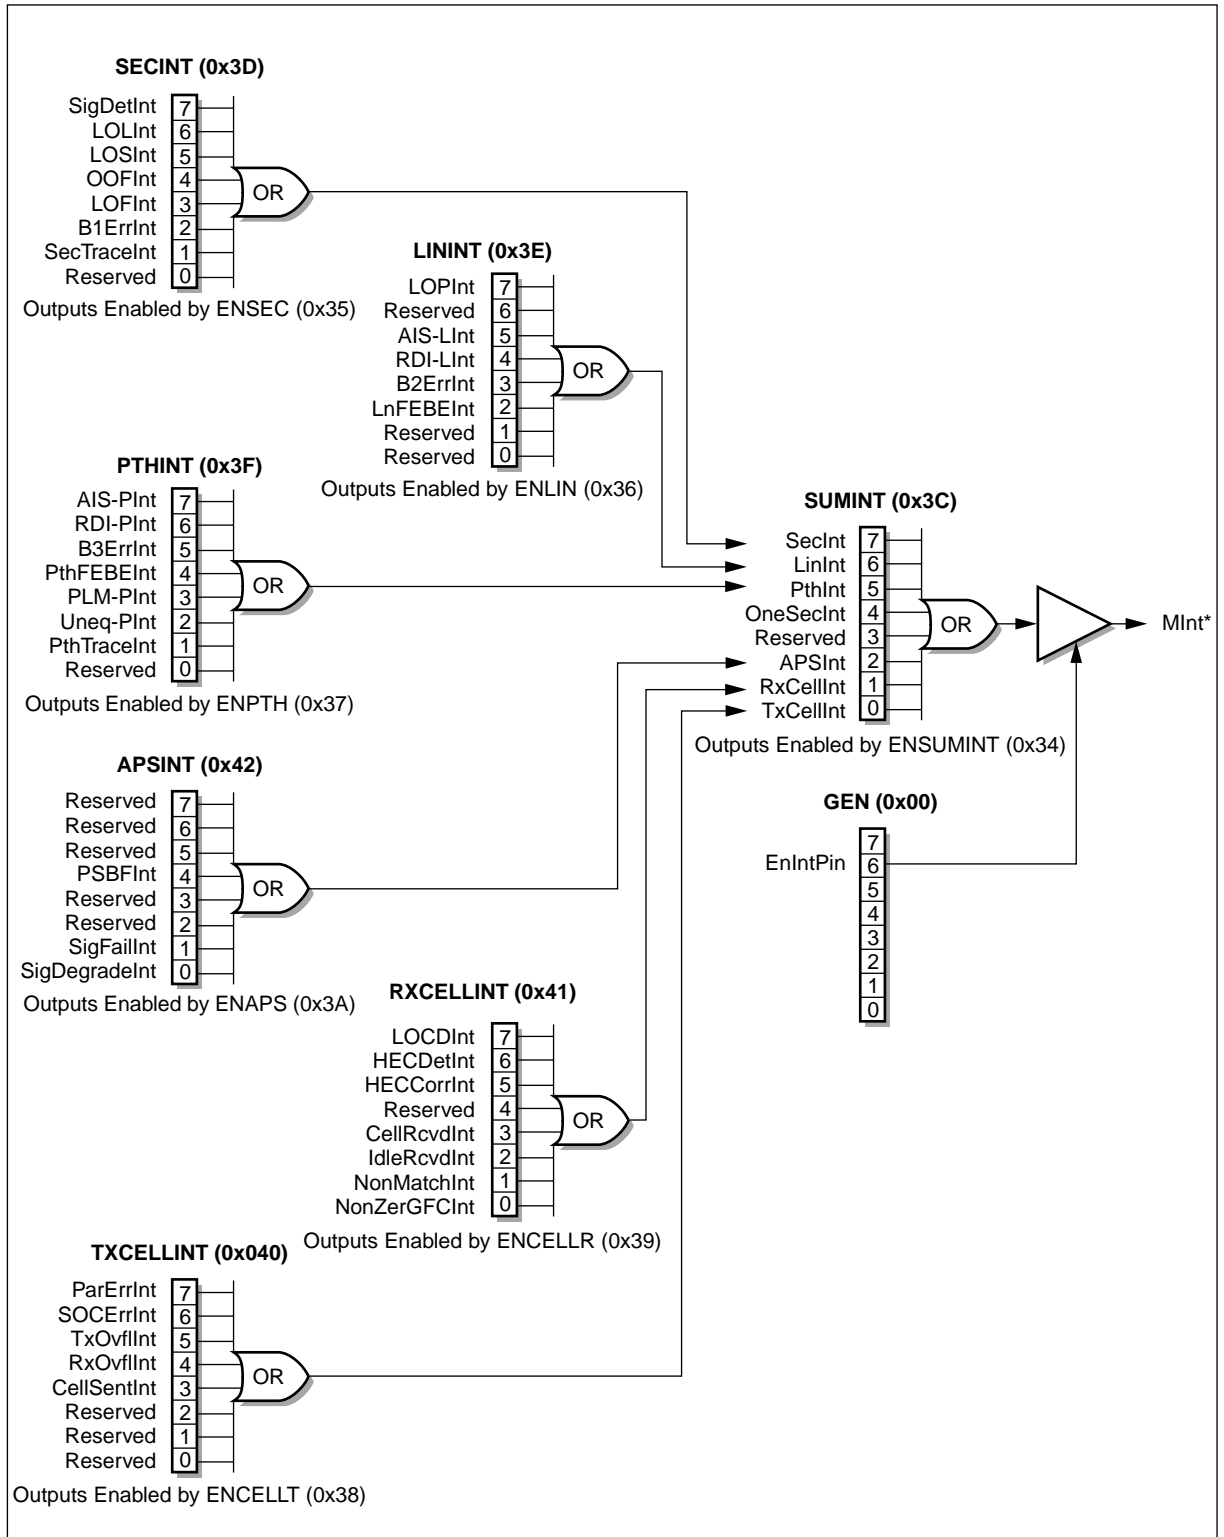 SECINT (0x3D)
SigDetInt 7
LOLInt 6
LOSInt 5
OOFInt 4
LOFInt 3
B1ErrInt 2
SecTraceInt 1
Reserved 0
OR
Outputs Enabled by ENSEC (0x35)
LININT (0x3E)
LOPInt 7
Reserved 6
AIS-LInt 5
RDI-LInt 4
B2ErrInt 3
LnFEBEInt 2
Reserved 1
Reserved 0
OR
Outputs Enabled by ENLIN (0x36)
PTHINT (0x3F)
AIS-PInt 7
RDI-PInt 6
B3ErrInt 5
PthFEBEInt 4
PLM-PInt 3
Uneq-PInt 2
PthTraceInt 1
Reserved 0
OR
Outputs Enabled by ENPTH (0x37)
SUMINT (0x3C)
SecInt 7
LinInt 6
PthInt 5
OneSecInt 4
Reserved 3
APSInt 2
RxCellInt 1
TxCellInt 0
OR
MInt*
Outputs Enabled by ENSUMINT (0x34)
APSINT (0x42)
Reserved 7
Reserved 6
Reserved 5
PSBFInt 4
Reserved 3
Reserved 2
SigFailInt 1
SigDegradeInt 0
OR
Outputs Enabled by ENAPS (0x3A)
GEN (0x00)
7
EnIntPin 6
5
4
3
2
1
0
RXCELLINT (0x41)
LOCDInt 7
HECDetInt 6
HECCorrInt 5
Reserved 4
CellRcvdInt 3
IdleRcvdInt 2
NonMatchInt 1
NonZerGFCInt 0
OR
Outputs Enabled by ENCELLR (0x39)
TXCELLINT (0x040)
ParErrInt 7
SOCErrInt 6
TxOvflInt 5
RxOvflInt 4
CellSentInt 3
Reserved 2
Reserved 1
Reserved 0
OR
Outputs Enabled by ENCELLT (0x38)